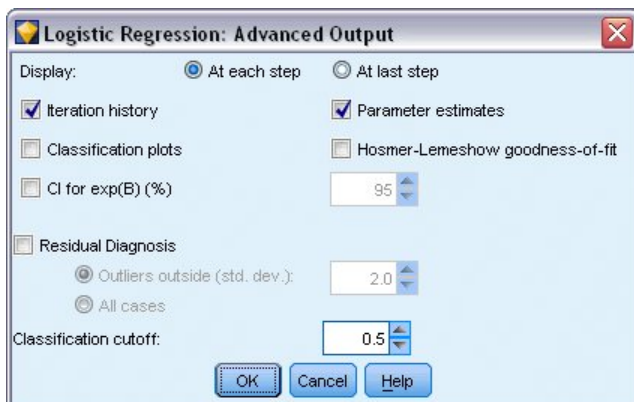 Logistic Regression: Advanced Output
Display: At each step At last step
Iteration history Parameter estimates
Classification plots Hosmer-Lemeshow goodness-of-fit
CI for exp(B) (%) 95
Residual Diagnosis
Outliers outside (std. dev.): 2.0
All cases
Classification cutoff: 0.5
OK Cancel Help